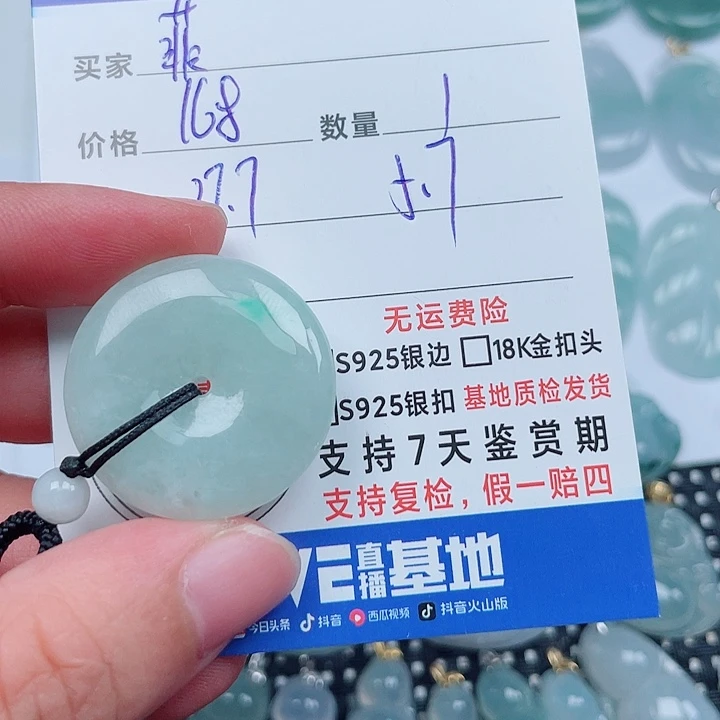 买家 菲
价格 168 数量 1
27.7 5.7
无运费险
S925银边 18K金扣头
S925银扣 基地质检发货
支持7天鉴赏期
支持复检，假一赔四
VE直播基地
今日头条 抖音 西瓜视频 抖音火山版